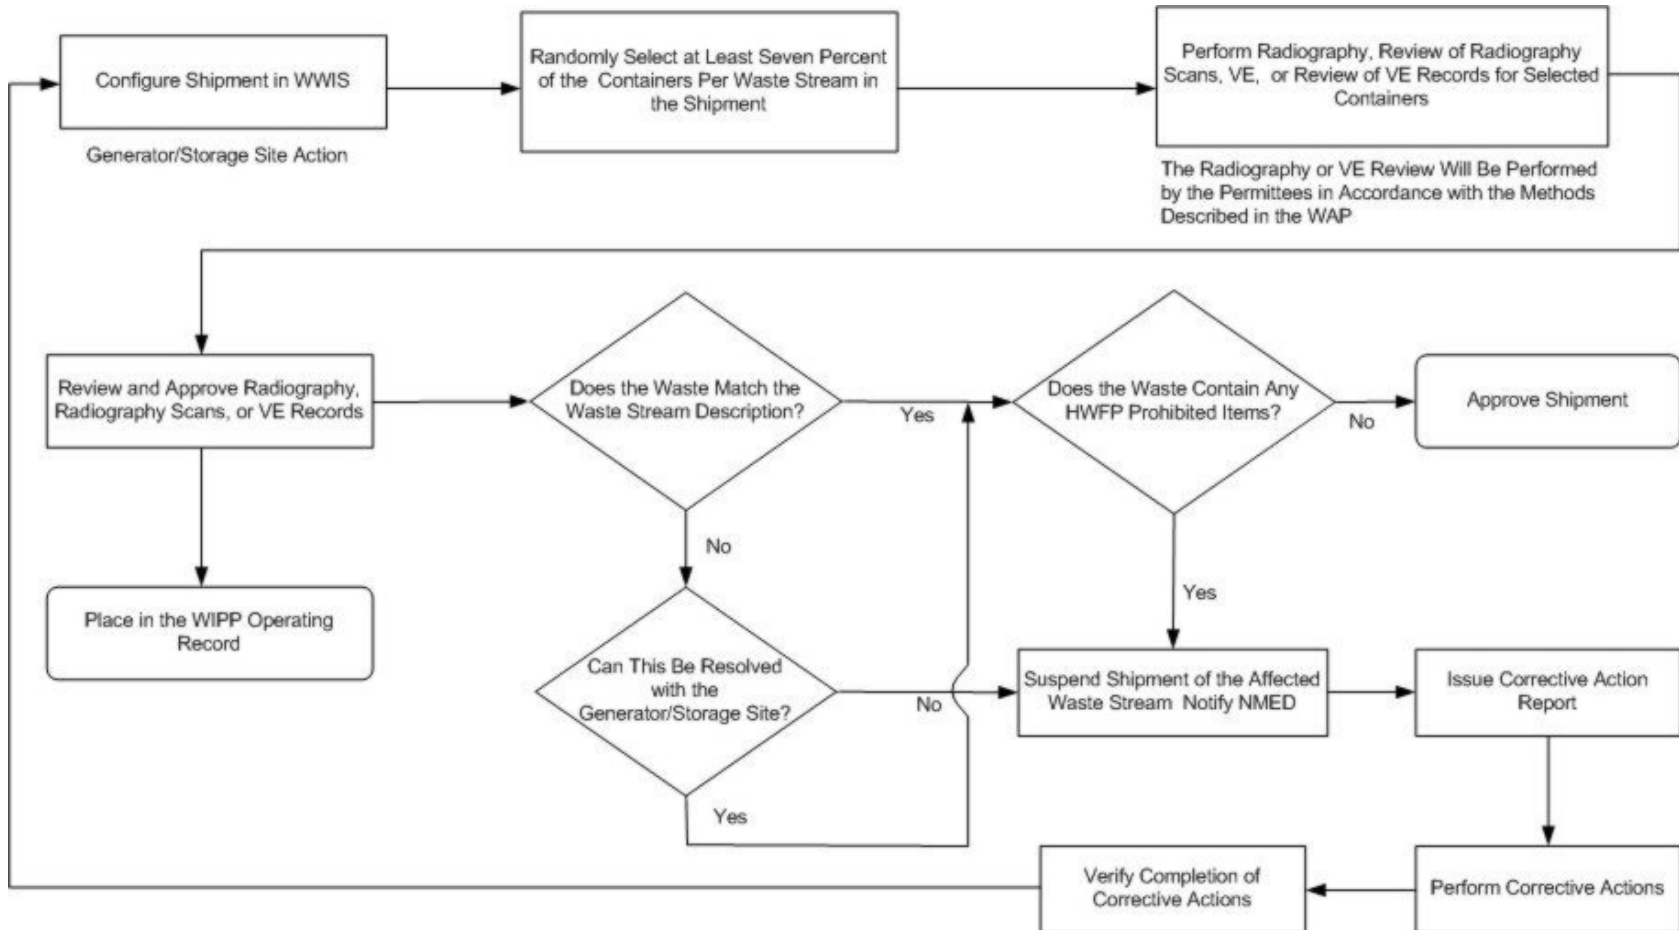 Configure Shipment in WWIS
Generator/Storage Site Action
Randomly Select at Least Seven Percent
of the Containers Per Waste Stream in
the Shipment
Perform Radiography, Review of Radiography
Scans, VE, or Review of VE Records for Selected
Containers
The Radiography or VE Review Will Be Performed
by the Permittees in Accordance with the Methods
Described in the WAP
Review and Approve Radiography,
Radiography Scans, or VE Records
Does the Waste Match the
Waste Stream Description?
Yes
Does the Waste Contain Any
HWFP Prohibited Items?
No
Approve Shipment
No
Yes
Place in the WIPP Operating
Record
Can This Be Resolved
with the
Generator/Storage Site?
No
Suspend Shipment of the Affected
Waste Stream Notify NMED
Issue Corrective Action
Report
Yes
Verify Completion of
Corrective Actions
Perform Corrective Actions